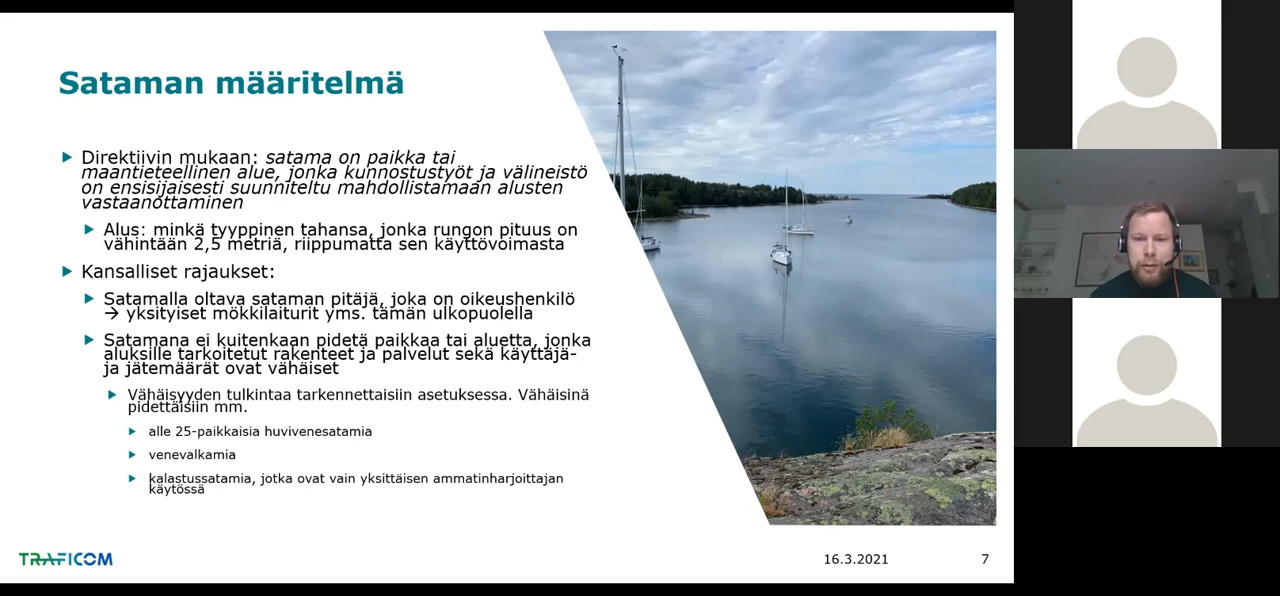 Sataman määritelmä
Direktiivin mukaan: satama on paikka tai
maantieteellinen alue, jonka kunnostustyöt ja välineistö
on ensisijaisesti suunniteltu mahdollistamaan alusten
vastaanottaminen
Alus: minkä tyyppinen tahansa, jonka rungon pituus on
vähintään 2,5 metriä, riippumatta sen käyttövoimasta
Kansalliset rajaukset:
Satamalla oltava sataman pitäjä, joka on oikeushenkilö
→ yksityiset mökkilaiturit yms. tämän ulkopuolella
Satamana ei kuitenkaan pidetä paikkaa tai aluetta, jonka
aluksille tarkoitetut rakenteet ja palvelut sekä käyttäjä-
ja jätemäärät ovat vähäiset
Vähäisyyden tulkintaa tarkennettaisiin asetuksessa. Vähäisinä
pidettäisiin mm.
alle 25-paikkaisia huvivenesatamia
venevalkamia
kalastussatamia, jotka ovat vain yksittäisen ammatinharjoittajan
käytössä
TRAFICOM
16.3.2021
7